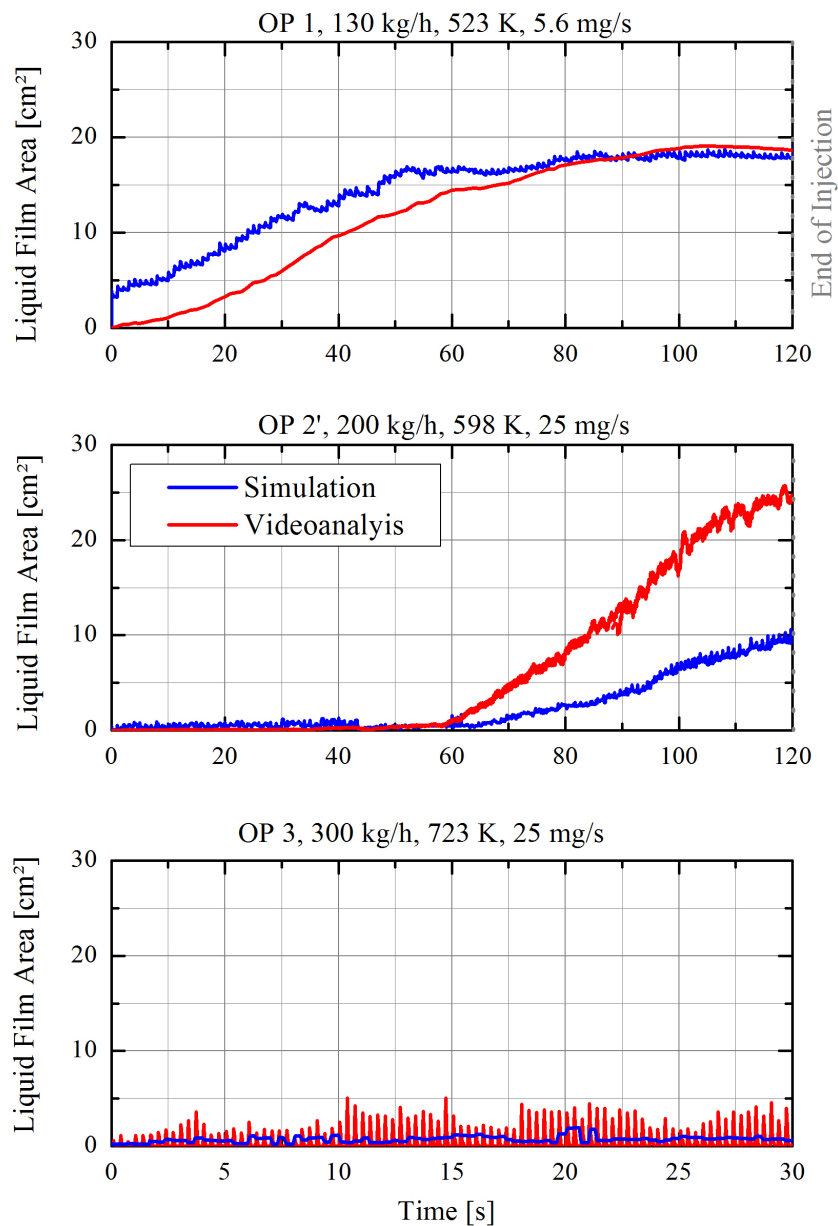 OP 1, 130 kg/h, 523 K, 5.6 mg/s
30
20
10
0
Liquid Film Area [cm²]
0 20 40 60 80 100 120
End of Injection
OP 2', 200 kg/h, 598 K, 25 mg/s
30
20
10
0
Liquid Film Area [cm²]
Simulation
Videoanalyis
0 20 40 60 80 100 120
OP 3, 300 kg/h, 723 K, 25 mg/s
30
20
10
0
Liquid Film Area [cm²]
0 5 10 15 20 25 30
Time [s]